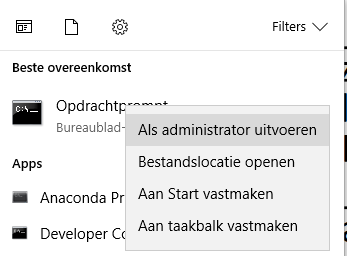 Filters
Beste overeenkomst
Opdrachtprompt
Bureaublad-
Als administrator uitvoeren
Bestandslocatie openen
Aan Start vastmaken
Aan taakbalk vastmaken
Apps
Anaconda Pr
Developer Co